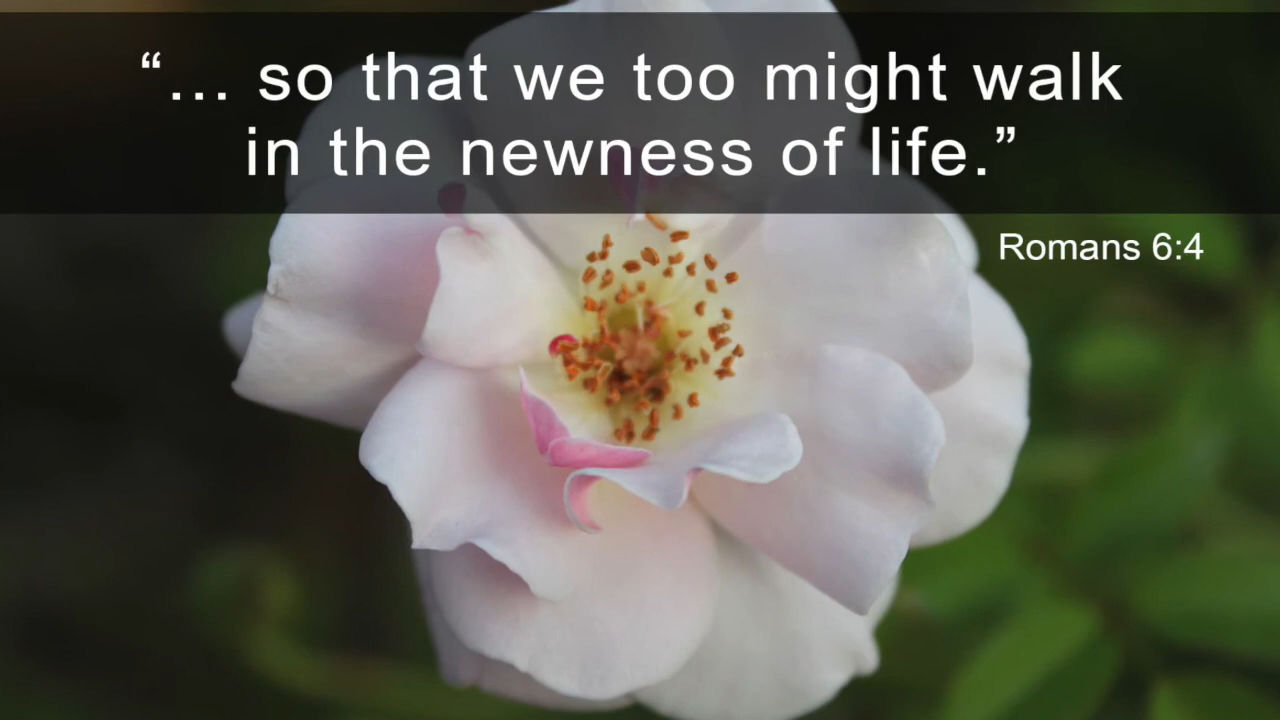 “... so that we too might walk
in the newness of life.”
Romans 6:4